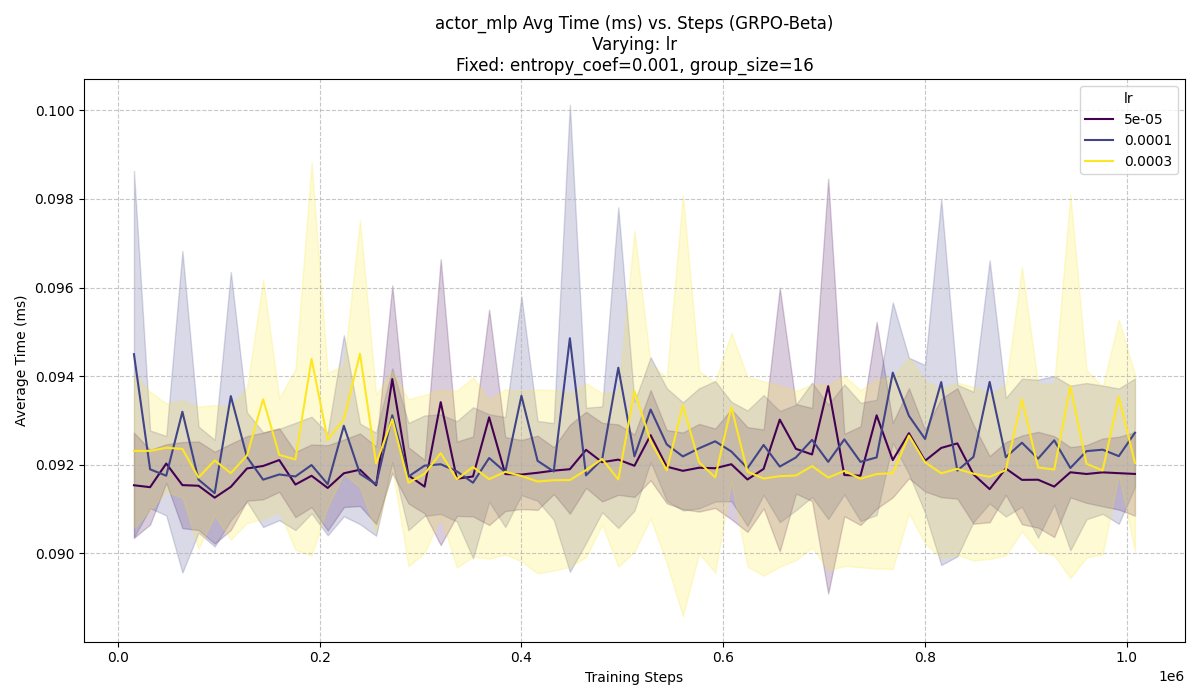 actor_mlp Avg Time (ms) vs. Steps (GRPO-Beta)
Varying: lr
Fixed: entropy_coef=0.001, group_size=16
lr
5e-05
0.0001
0.0003
Average Time (ms)
0.100
0.098
0.096
0.094
0.092
0.090
0.0 0.2 0.4 0.6 0.8 1.0
1e6
Training Steps